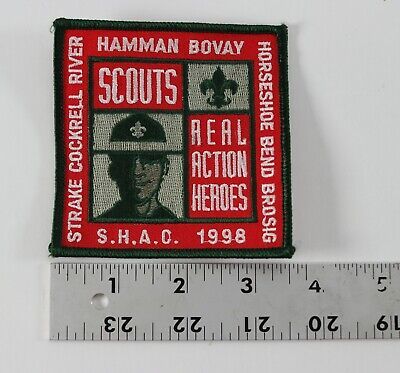 HAMMAN BOVAY
STRAKE COCKRELL RIVER
HORSESHOE BEND BROSIG
SCOUTS
REAL
ACTION
HEROES
S.H.A.C. 1998
1 2 3 4 5
23 22 21 20 19